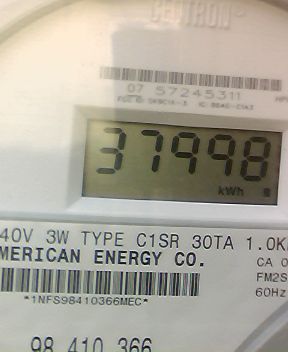 CENTRON®
07 57245311
37998
kWh
40V 3W TYPE C1SR 30TA 1.0K
MERICAN ENERGY CO.
CA 0
FM2S
60Hz
*1NFS98410366MEC*
98 410 366